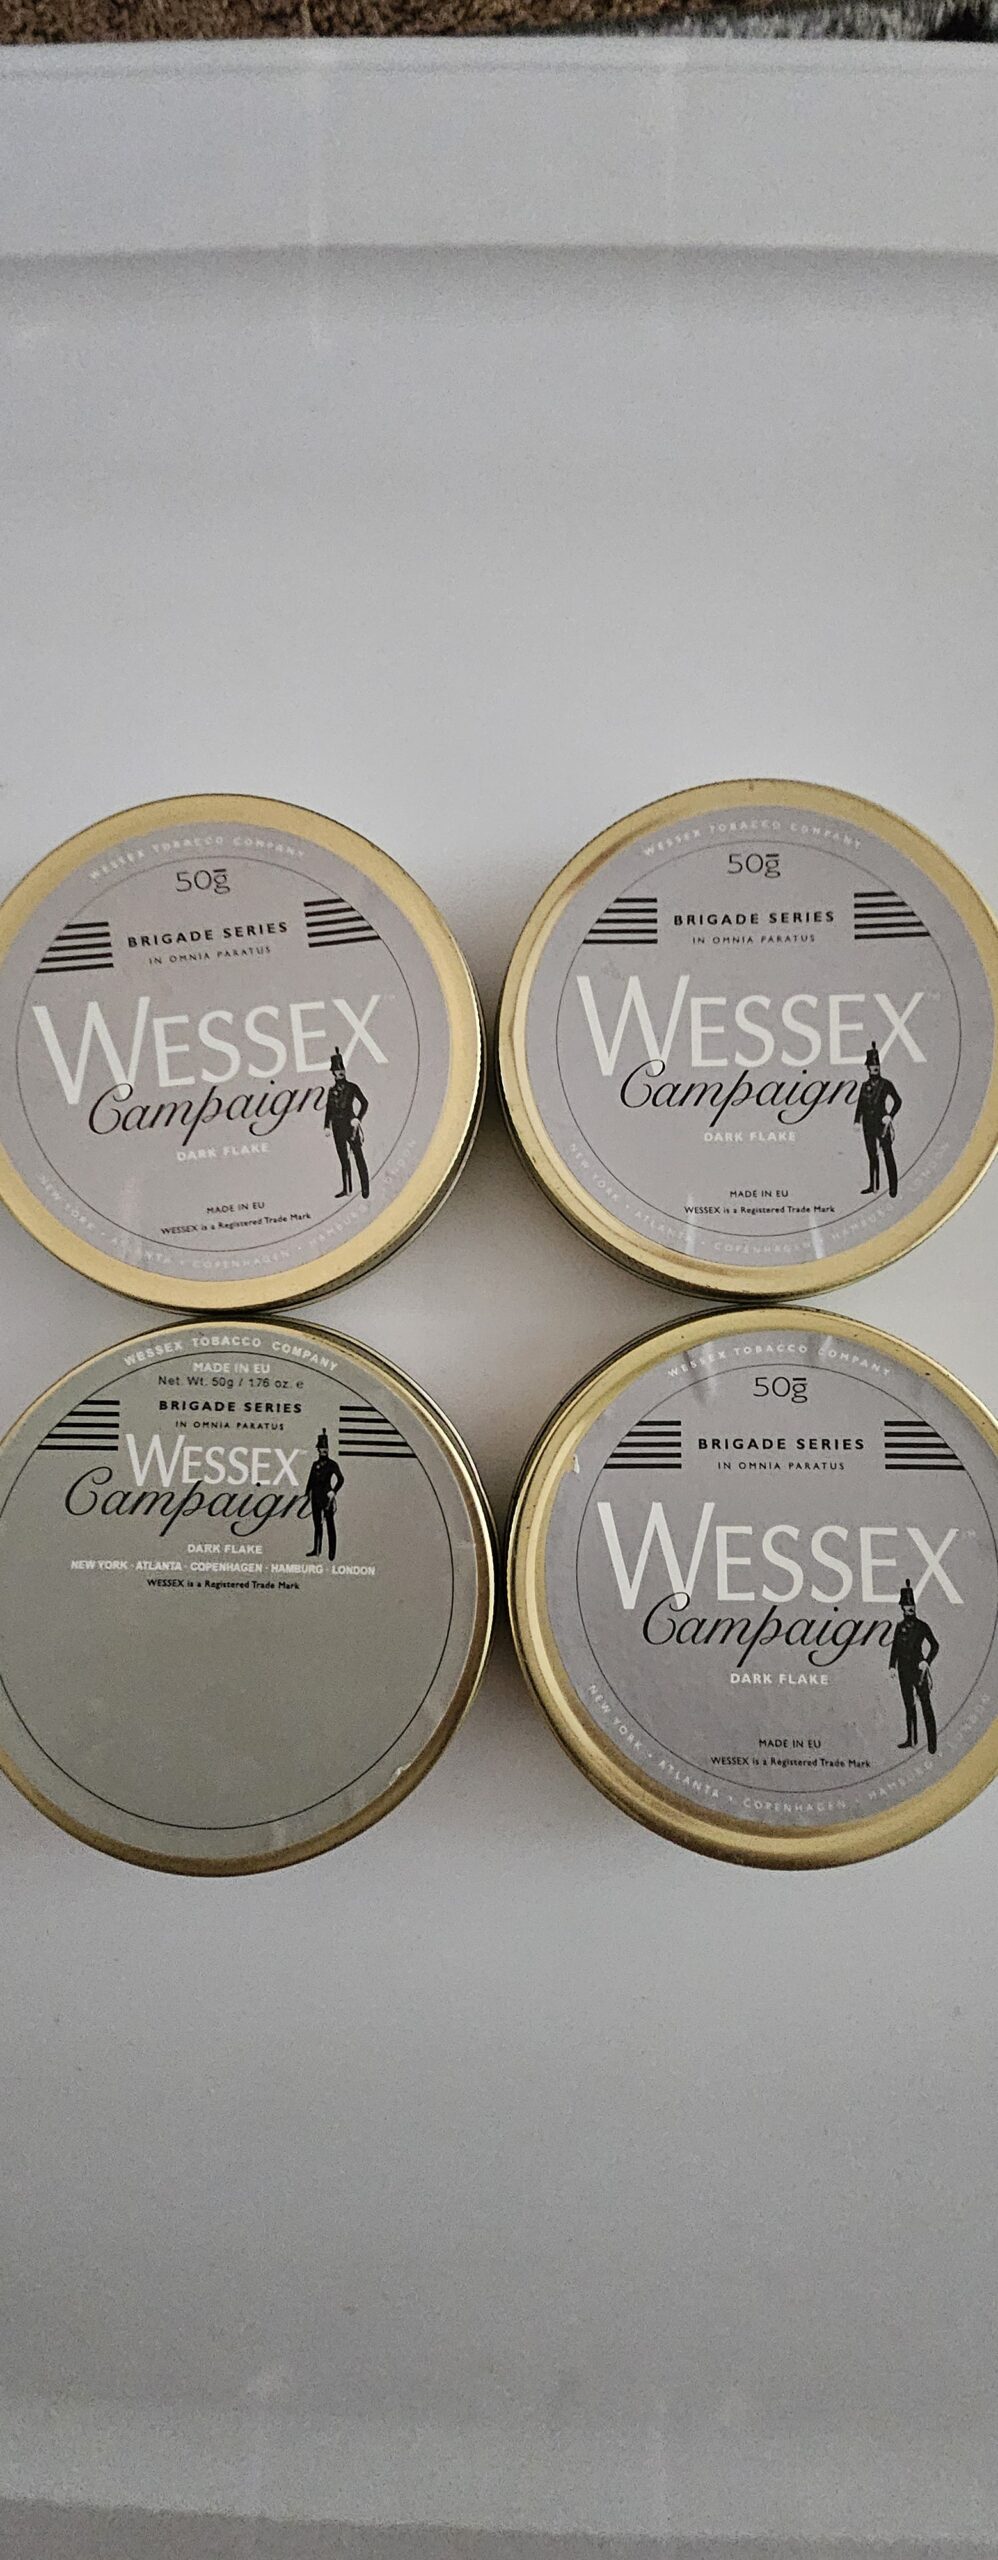 WESSEX TOBACCO COMPANY
50g
BRIGADE SERIES
IN OMNIA PARATUS
WESSEX™
Campaign
DARK FLAKE
MADE IN EU
WESSEX is a Registered Trade Mark
NEW YORK • ATLANTA • COPENHAGEN • HAMBURG • LONDON
WESSEX TOBACCO COMPANY
50g
BRIGADE SERIES
IN OMNIA PARATUS
WESSEX™
Campaign
DARK FLAKE
MADE IN EU
WESSEX is a Registered Trade Mark
NEW YORK • ATLANTA • COPENHAGEN • HAMBURG • LONDON
WESSEX TOBACCO COMPANY
MADE IN EU
Net. Wt. 50g / 1.76 oz. e
BRIGADE SERIES
IN OMNIA PARATUS
WESSEX™
Campaign
DARK FLAKE
NEW YORK · ATLANTA · COPENHAGEN · HAMBURG · LONDON
WESSEX is a Registered Trade Mark
WESSEX TOBACCO COMPANY
50g
BRIGADE SERIES
IN OMNIA PARATUS
WESSEX™
Campaign
DARK FLAKE
MADE IN EU
WESSEX is a Registered Trade Mark
NEW YORK • ATLANTA • COPENHAGEN • HAMBURG • LONDON